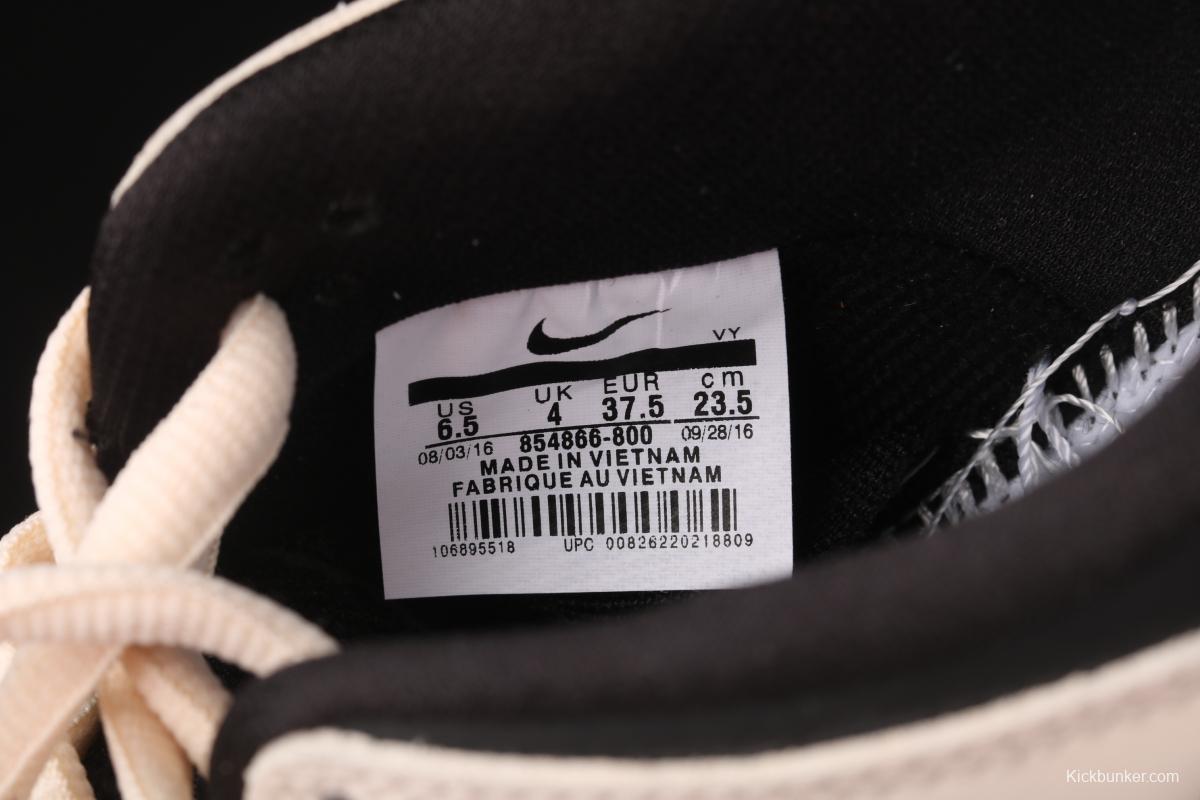 VY
US UK EUR cm
6.5 4 37.5 23.5
08/03/16 854866-800 09/28/16
MADE IN VIETNAM
FABRIQUE AU VIETNAM
106895518 UPC 00826220218809
Kickbunker.com